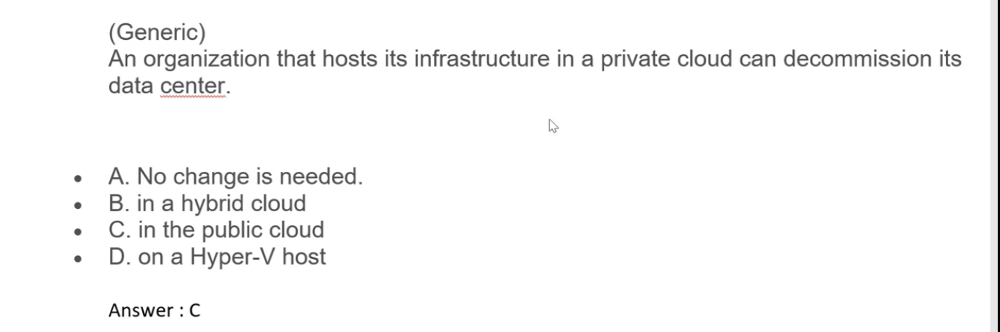 (Generic)
An organization that hosts its infrastructure in a private cloud can decommission its
data center.
• A. No change is needed.
• B. in a hybrid cloud
• C. in the public cloud
• D. on a Hyper-V host
Answer : C